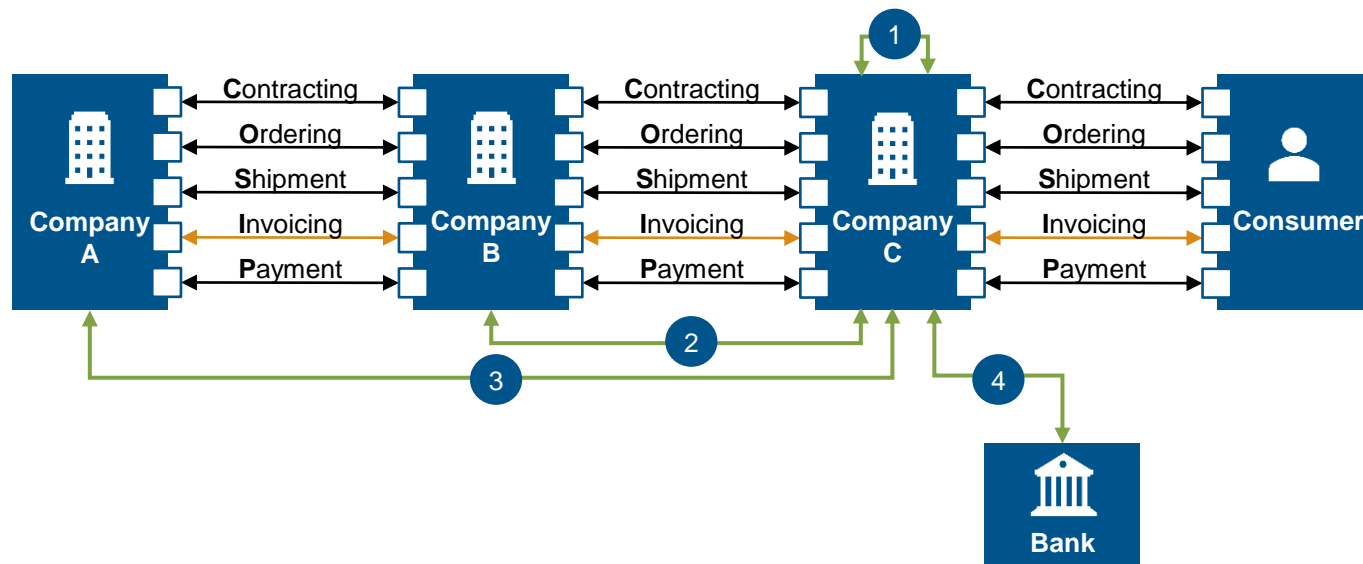 1
Contracting
Contracting
Contracting
Ordering
Ordering
Ordering
Shipment
Shipment
Shipment
Company
A
Company
B
Company
C
Consumer
Invoicing
Invoicing
Invoicing
Payment
Payment
Payment
2
3
4
Bank